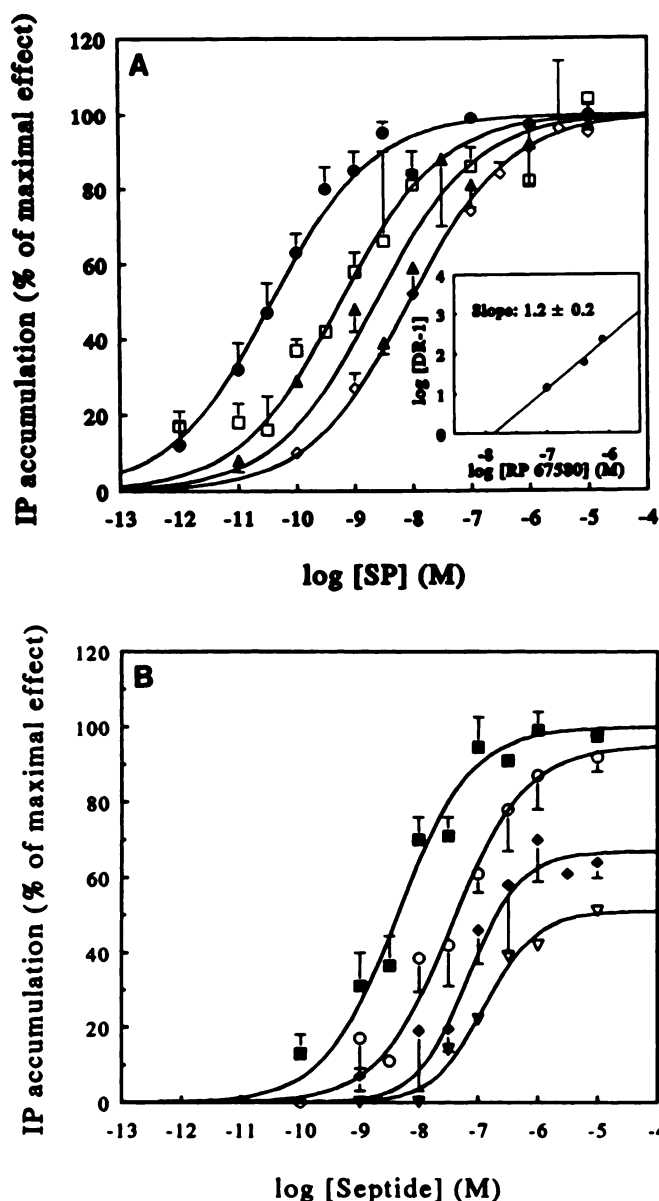 A
IP accumulation (% of maximal effect)
120
100
80
60
40
20
0
-13 -12 -11 -10 -9 -8 -7 -6 -5 -4
log [SP] (M)
Slope: 1.2 ± 0.2
log [DR-1]
4
3
2
1
0
-8 -7 -6
log [RP 67580] (M)
B
IP accumulation (% of maximal effect)
120
100
80
60
40
20
0
-13 -12 -11 -10 -9 -8 -7 -6 -5 -4
log [Septide] (M)